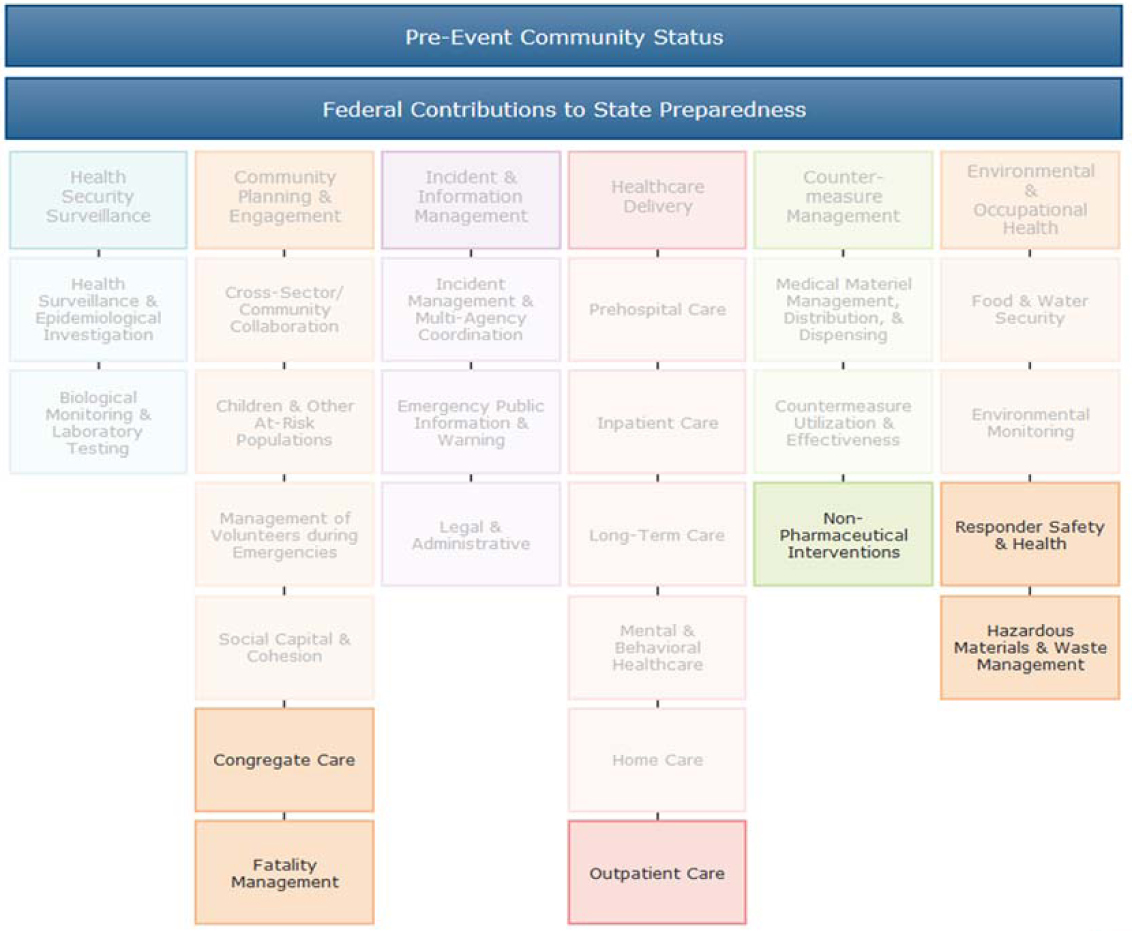 Pre-Event Community Status
Federal Contributions to State Preparedness
Health
Security
Surveillance
Community
Planning &
Engagement
Incident &
Information
Management
Healthcare
Delivery
Counter-
measure
Management
Environmental
&
Occupational
Health
Health
Surveillance &
Epidemiological
Investigation
Cross-Sector/
Community
Collaboration
Incident
Management &
Multi-Agency
Coordination
Prehospital Care
Medical Materiel
Management,
Distribution, &
Dispensing
Food & Water
Security
Biological
Monitoring &
Laboratory
Testing
Children & Other
At-Risk
Populations
Emergency Public
Information &
Warning
Inpatient Care
Countermeasure
Utilization &
Effectiveness
Environmental
Monitoring
Management of
Volunteers during
Emergencies
Legal &
Administrative
Long-Term Care
Non-
Pharmaceutical
Interventions
Responder Safety
& Health
Social Capital &
Cohesion
Mental &
Behavioral
Healthcare
Hazardous
Materials & Waste
Management
Congregate Care
Home Care
Fatality
Management
Outpatient Care